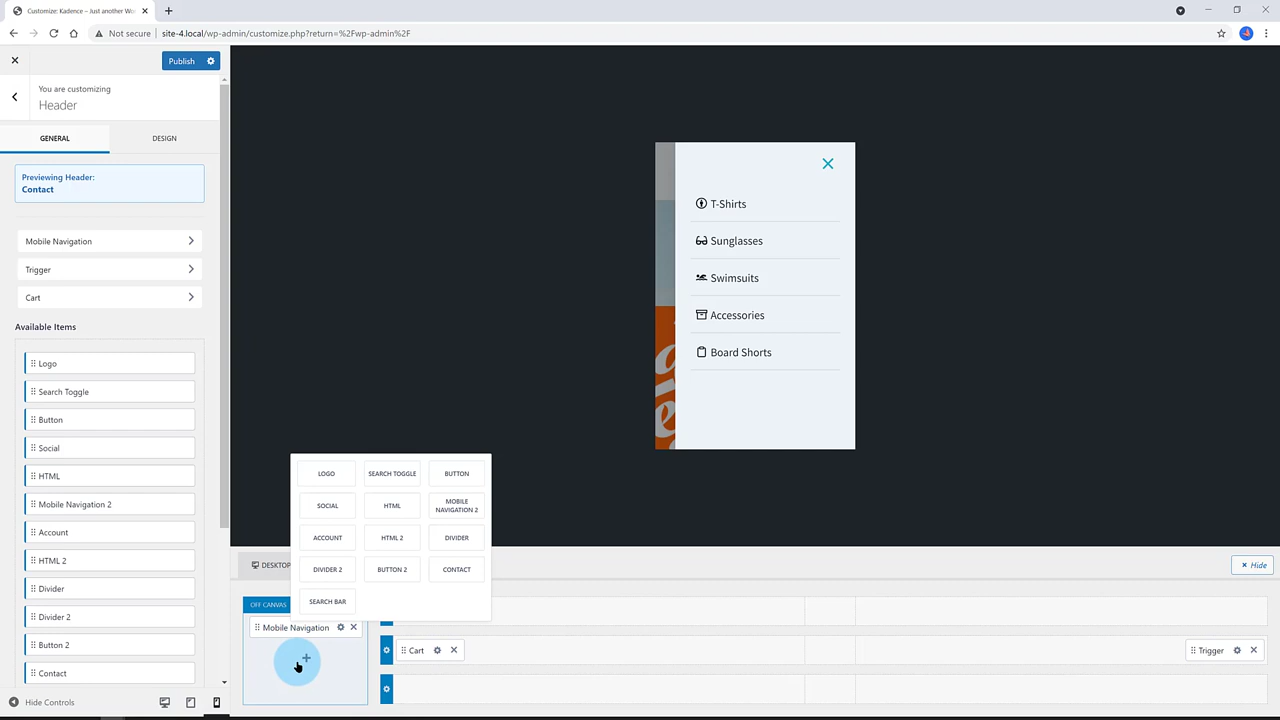 Customize: Kadence – Just another Wo
Not secure
site-4.local/wp-admin/customize.php?return=%2Fwp-admin%2F
Publish
You are customizing
Header
GENERAL
DESIGN
Previewing Header:
Contact
Mobile Navigation
Trigger
Cart
Available Items
Logo
Search Toggle
Button
Social
HTML
Mobile Navigation 2
Account
HTML 2
Divider
Divider 2
Button 2
Contact
Hide Controls
T-Shirts
Sunglasses
Swimsuits
Accessories
Board Shorts
LOGO
SEARCH TOGGLE
BUTTON
SOCIAL
HTML
MOBILE
NAVIGATION 2
ACCOUNT
HTML 2
DIVIDER
DIVIDER 2
BUTTON 2
CONTACT
SEARCH BAR
DESKTOP
Hide
OFF CANVAS
Mobile Navigation
Cart
Trigger